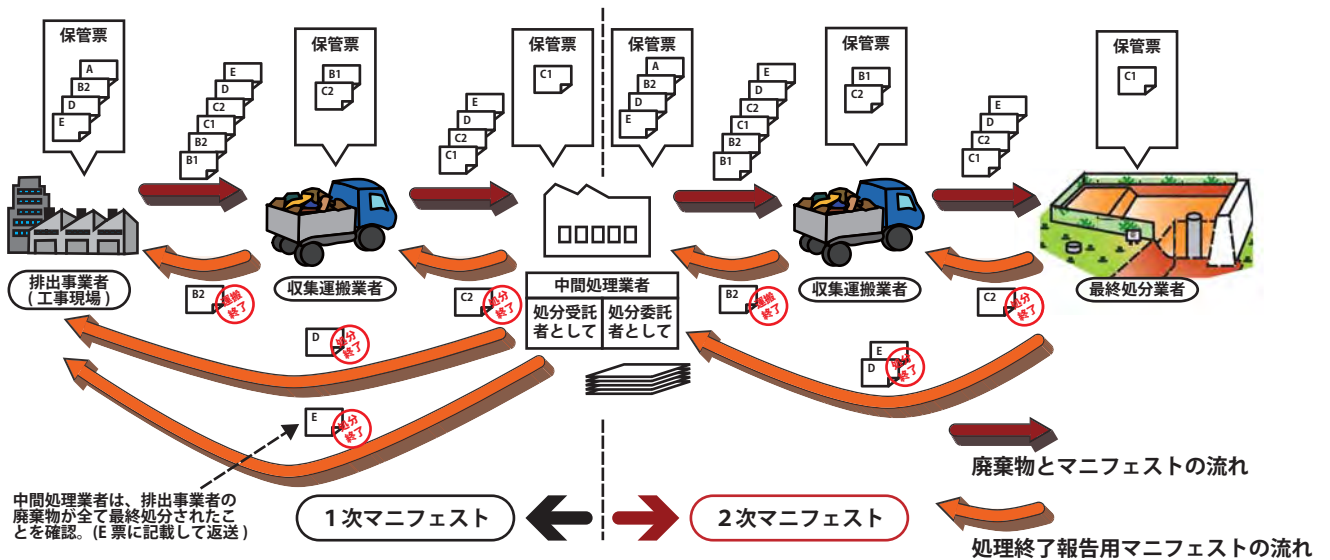 保管票
A
B2
D
E
E
D
C2
C1
B2
B1
保管票
B1
C2
E
D
C2
C1
保管票
C1
保管票
A
B2
D
E
E
D
C2
C1
B2
B1
保管票
B1
C2
E
D
C2
C1
保管票
C1
排出事業者
(工事現場)
B2
運搬
終了
収集運搬業者
C2
処分
終了
中間処理業者
処分受託
者として
処分委託
者として
B2
運搬
終了
収集運搬業者
C2
処分
終了
最終処分業者
D
処分
終了
E
D
処分
終了
E
処分
終了
中間処理業者は、排出事業者の
廃棄物が全て最終処分されたこ
とを確認。(E票に記載して返送)
1次マニフェスト
2次マニフェスト
廃棄物とマニフェストの流れ
処理終了報告用マニフェストの流れ